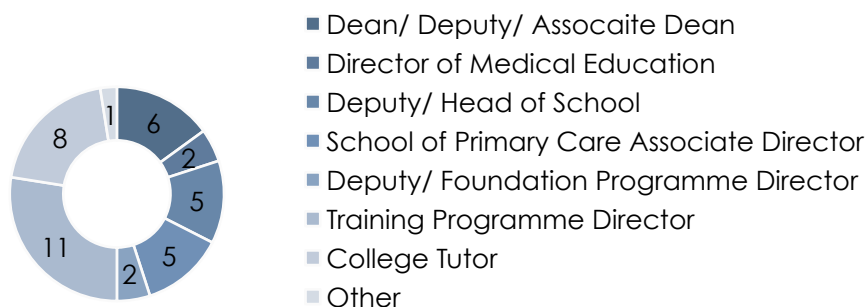 Dean/ Deputy/ Assocaite Dean
Director of Medical Education
Deputy/ Head of School
School of Primary Care Associate Director
Deputy/ Foundation Programme Director
Training Programme Director
College Tutor
Other
6
2
5
5
2
11
8
1